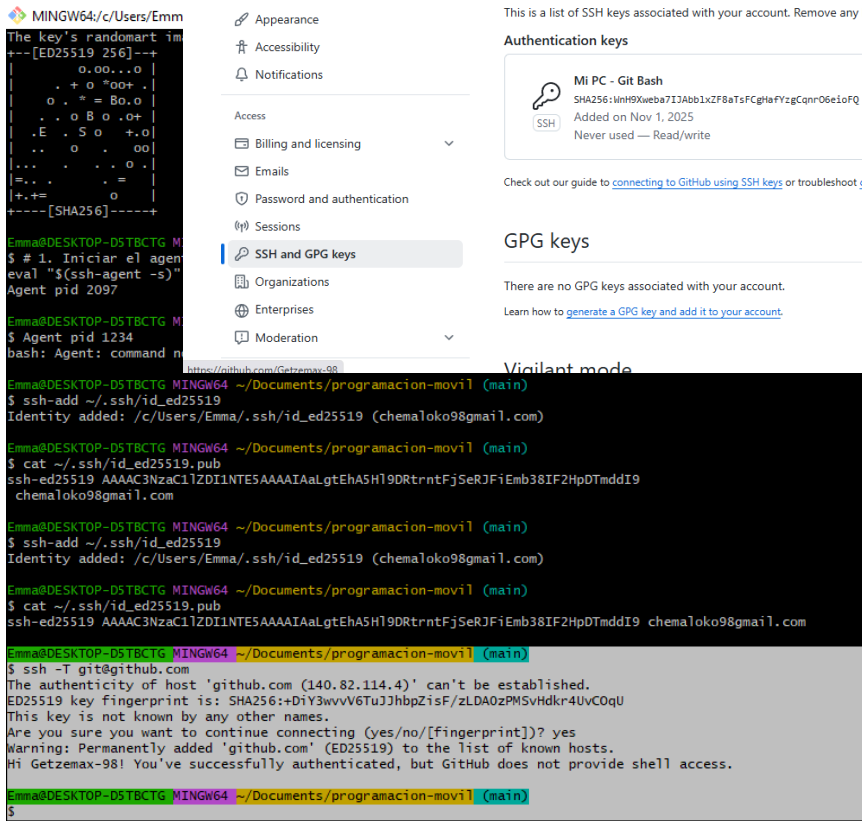 MINGW64:/c/Users/Emm
The key's randomart ima
+--[ED25519 256]--+
|        o.oo...o |
|     . + o *oo+ .|
|    o . * = Bo.o |
|   . . o B o .o+ |
|  .E  . S o   +.o|
|  ..   o   .   oo|
|...     .  . . o .|
|=.. .      . =   |
|+.+=        o    |
+----[SHA256]-----+
Emma@DESKTOP-D5TBCTG M
$ # 1. Iniciar el agent
eval "$(ssh-agent -s)"
Agent pid 2097
Emma@DESKTOP-D5TBCTG M
$ Agent pid 1234
bash: Agent: command n
Appearance
Accessibility
Notifications
Access
Billing and licensing
Emails
Password and authentication
Sessions
SSH and GPG keys
Organizations
Enterprises
Moderation
https://github.com/Getzemax-98
This is a list of SSH keys associated with your account. Remove any
Authentication keys
Mi PC - Git Bash
SHA256:WnH9Xweba7IJAbblxZF8aTsFCgHafYzgCqnrO6eioFQ
SSH
Added on Nov 1, 2025
Never used — Read/write
Check out our guide to connecting to GitHub using SSH keys or troubleshoot
GPG keys
There are no GPG keys associated with your account.
Learn how to generate a GPG key and add it to your account.
Vigilant mode
Emma@DESKTOP-D5TBCTG MINGW64 ~/Documents/programacion-movil (main)
$ ssh-add ~/.ssh/id_ed25519
Identity added: /c/Users/Emma/.ssh/id_ed25519 (chemaloko98gmail.com)
Emma@DESKTOP-D5TBCTG MINGW64 ~/Documents/programacion-movil (main)
$ cat ~/.ssh/id_ed25519.pub
ssh-ed25519 AAAAC3NzaC1lZDI1NTE5AAAAIAaLgtEhA5Hl9DRtrntFjSeRJFiEmb38IF2HpDTmddI9
chemaloko98gmail.com
Emma@DESKTOP-D5TBCTG MINGW64 ~/Documents/programacion-movil (main)
$ ssh-add ~/.ssh/id_ed25519
Identity added: /c/Users/Emma/.ssh/id_ed25519 (chemaloko98gmail.com)
Emma@DESKTOP-D5TBCTG MINGW64 ~/Documents/programacion-movil (main)
$ cat ~/.ssh/id_ed25519.pub
ssh-ed25519 AAAAC3NzaC1lZDI1NTE5AAAAIAaLgtEhA5Hl9DRtrntFjSeRJFiEmb38IF2HpDTmddI9 chemaloko98gmail.com
Emma@DESKTOP-D5TBCTG MINGW64 ~/Documents/programacion-movil (main)
$ ssh -T git@github.com
The authenticity of host 'github.com (140.82.114.4)' can't be established.
ED25519 key fingerprint is: SHA256:+DiY3wvvV6TuJJhbpZisF/zLDA0zPMSvHdkr4UvCOqU
This key is not known by any other names.
Are you sure you want to continue connecting (yes/no/[fingerprint])? yes
Warning: Permanently added 'github.com' (ED25519) to the list of known hosts.
Hi Getzemax-98! You've successfully authenticated, but GitHub does not provide shell access.
Emma@DESKTOP-D5TBCTG MINGW64 ~/Documents/programacion-movil (main)
$